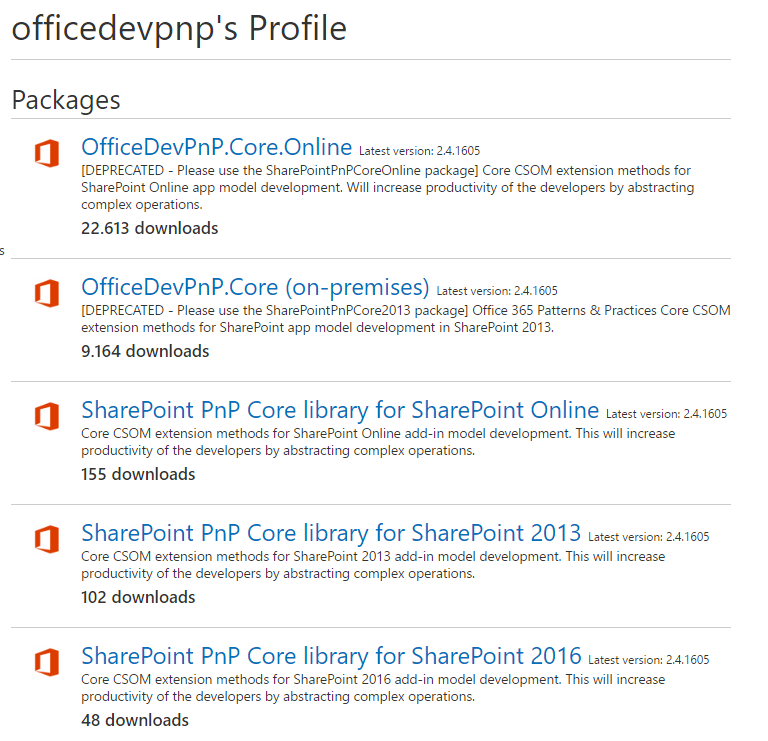 officedevpnp's Profile
Packages
OfficeDevPnP.Core.Online Latest version: 2.4.1605
[DEPRECATED - Please use the SharePointPnPCoreOnline package] Core CSOM extension methods for
SharePoint Online app model development. Will increase productivity of the developers by abstracting
complex operations.
22.613 downloads
s
OfficeDevPnP.Core (on-premises) Latest version: 2.4.1605
[DEPRECATED - Please use the SharePointPnPCore2013 package] Office 365 Patterns & Practices Core CSOM
extension methods for SharePoint app model development in SharePoint 2013.
9.164 downloads
SharePoint PnP Core library for SharePoint Online Latest version: 2.4.1605
Core CSOM extension methods for SharePoint Online add-in model development. This will increase
productivity of the developers by abstracting complex operations.
155 downloads
SharePoint PnP Core library for SharePoint 2013 Latest version: 2.4.1605
Core CSOM extension methods for SharePoint 2013 add-in model development. This will increase
productivity of the developers by abstracting complex operations.
102 downloads
SharePoint PnP Core library for SharePoint 2016 Latest version: 2.4.1605
Core CSOM extension methods for SharePoint 2016 add-in model development. This will increase
productivity of the developers by abstracting complex operations.
48 downloads